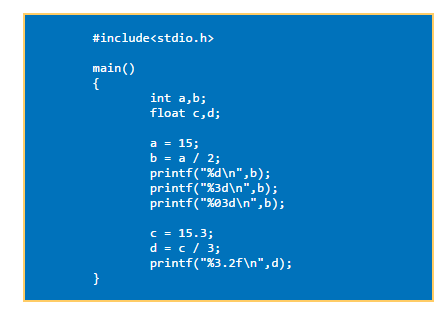 #include<stdio.h>
main()
{
int a,b;
float c,d;
a = 15;
b = a / 2;
printf("%d\n",b);
printf("%3d\n",b);
printf("%03d\n",b);
c = 15.3;
d = c / 3;
printf("%3.2f\n",d);
}